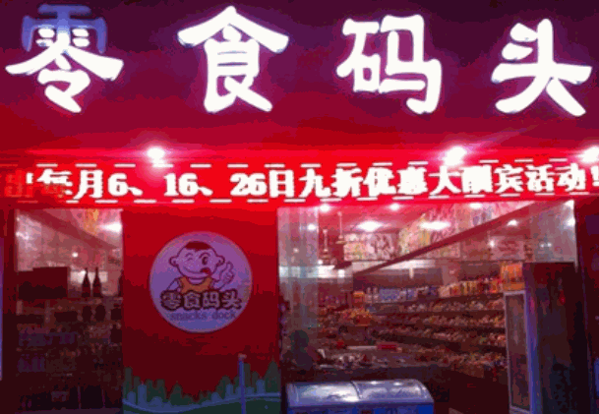 零食码头
出每月6、16、26日九折优惠大酬宾活动！
零食码头
snacks dock